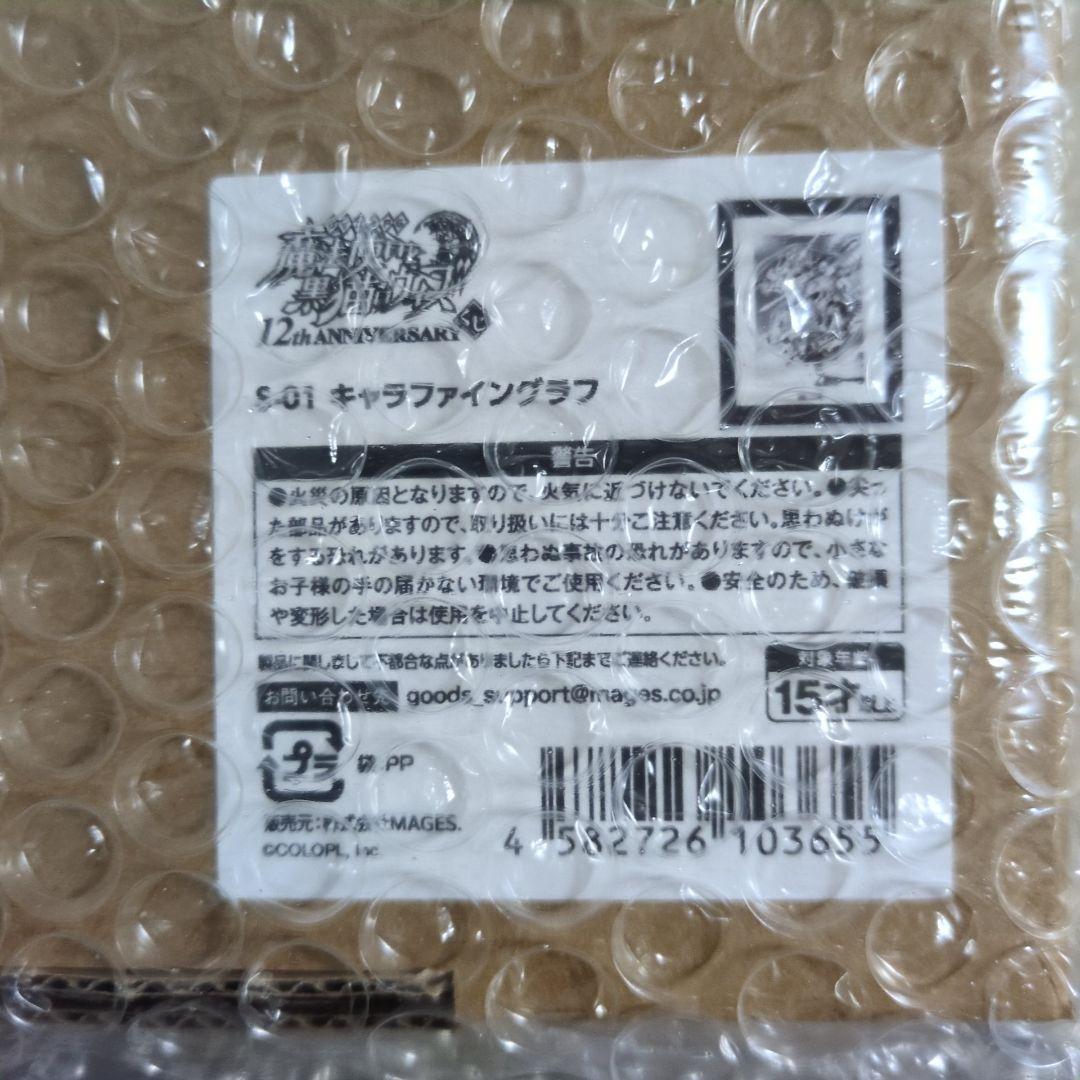 魔法使いと
黒猫のウィズ
12th ANNIVERSARY
S-01 キャラファイングラフ
警告
●火災の原因となりますので、火気に近づけないでください。●尖っ
た部品がありますので、取り扱いには十分ご注意ください。思わぬけが
をする恐れがあります。●思わぬ事故の恐れがありますので、小さな
お子様の手の届かない環境でご使用ください。●安全のため、破損
や変形した場合は使用を中止してください。
製品に関しまして不都合な点がありましたら下記までご連絡ください。
お問い合わせ先 goods_support@mages.co.jp
対象年齢
15才以上
プラ 袋:PP
販売元:株式会社MAGES.
©COLOPL, Inc.
4 582726 103655